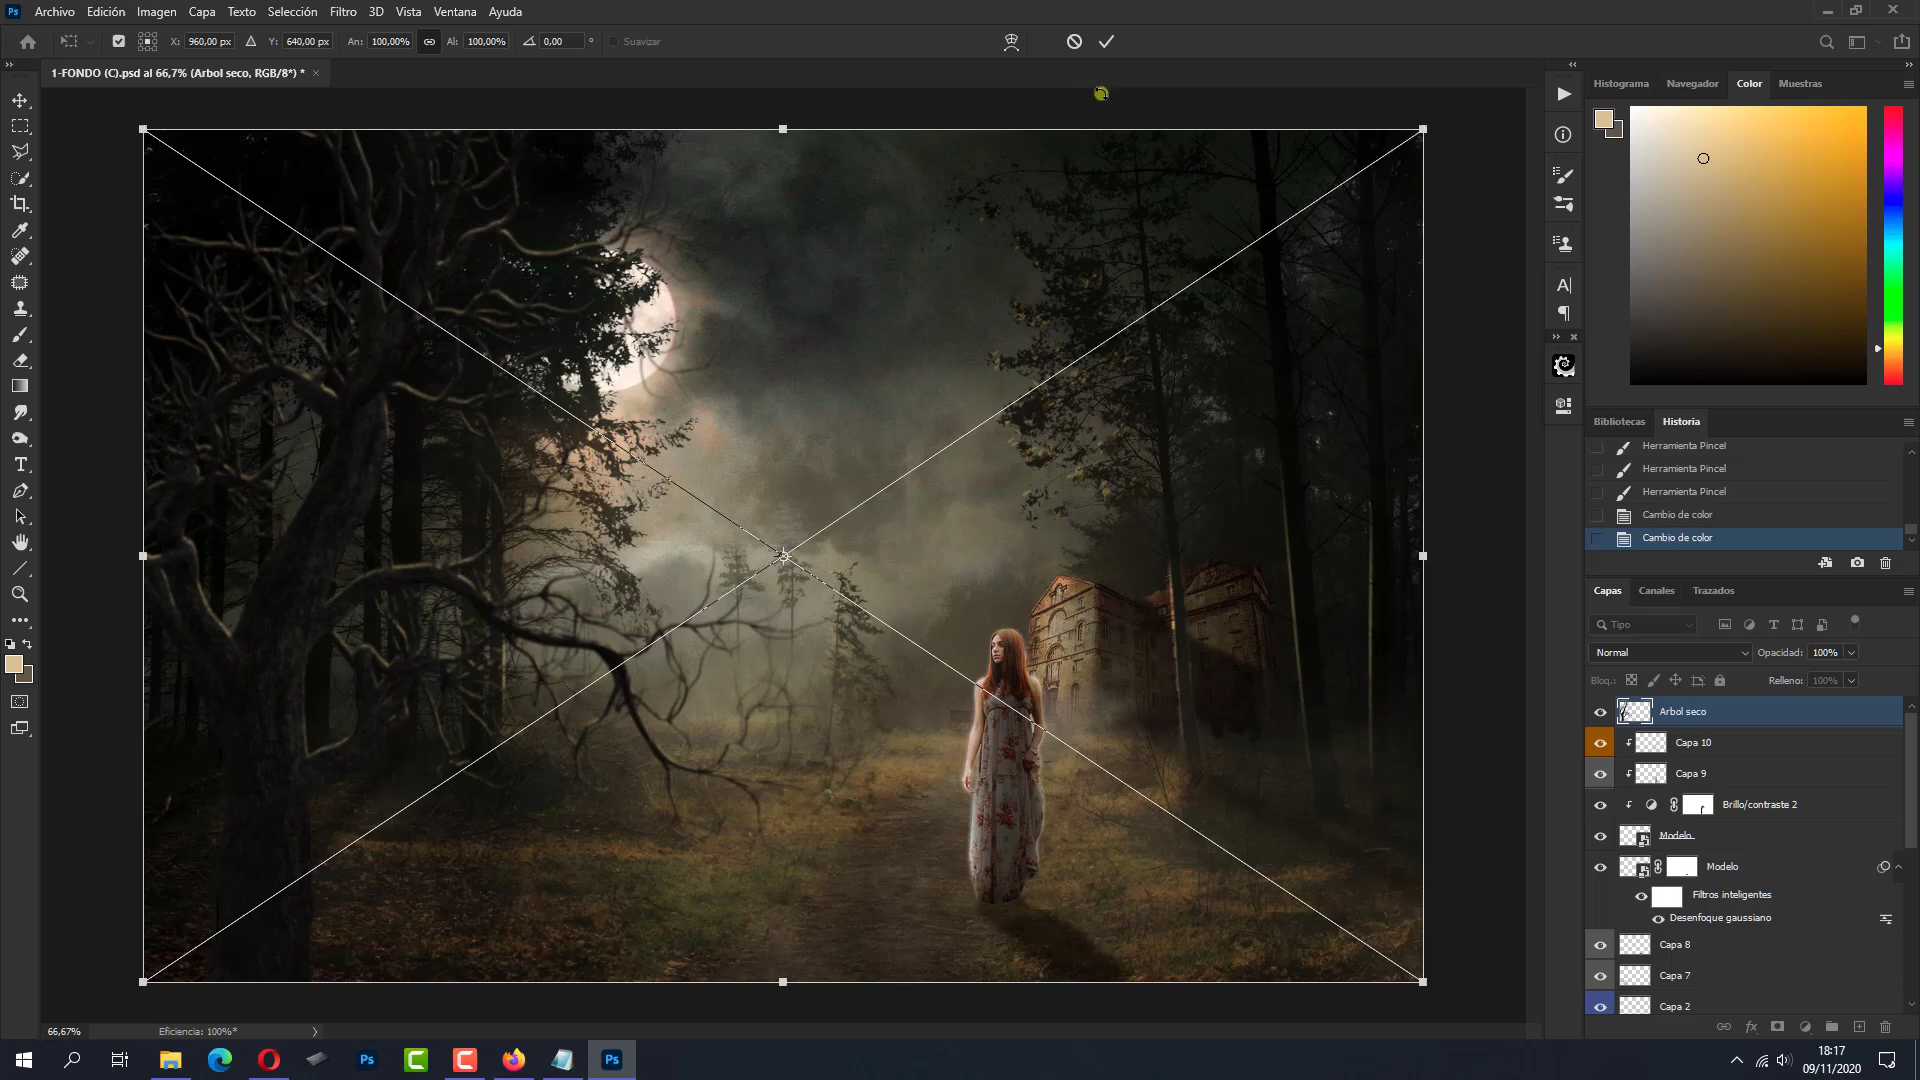 Ps Archivo Edición Imagen Capa Texto Selección Filtro 3D Vista Ventana Ayuda
X: 960,00 px Y: 640,00 px An: 100,00% Al: 100,00% 0,00 ° Suavizar
1-FONDO (C).psd al 66,7% (Arbol seco, RGB/8*) * ×
Histograma Navegador Color Muestras
Bibliotecas Historia
Herramienta Pincel
Herramienta Pincel
Herramienta Pincel
Cambio de color
Cambio de color
Capas Canales Trazados
Tipo
Normal Opacidad: 100%
Bloq.: Relleno: 100%
Arbol seco
Capa 10
Capa 9
Brillo/contraste 2
Modelo
Modelo
Filtros inteligentes
Desenfoque gaussiano
Capa 8
Capa 7
Capa 2
66,67% Eficiencia: 100%*
Ps Ps
18:17
09/11/2020